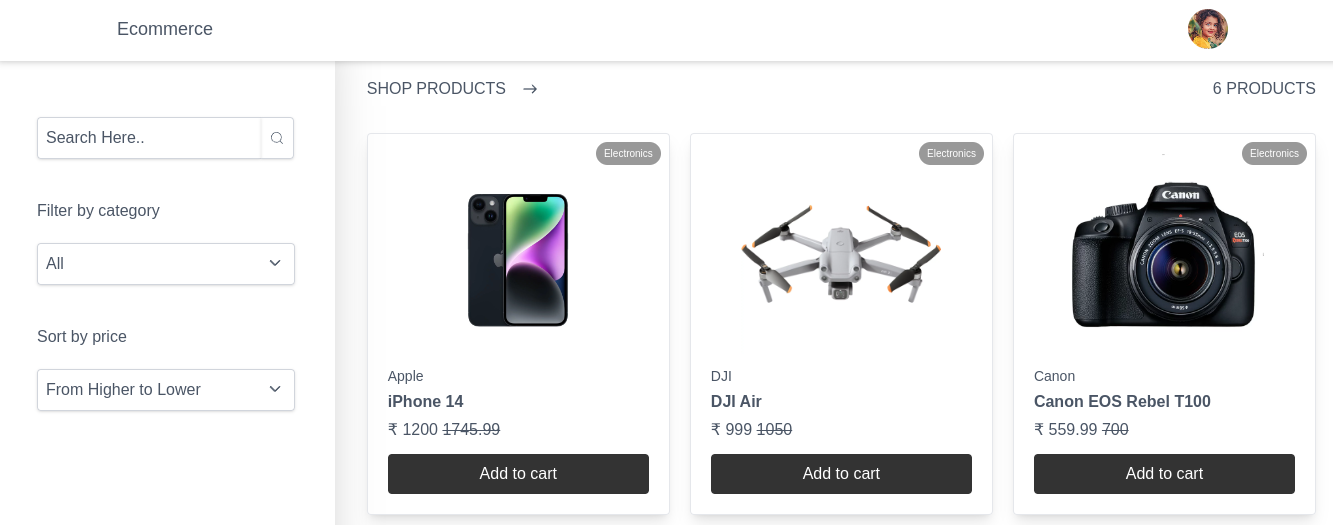 Ecommerce
SHOP PRODUCTS →
6 PRODUCTS
Search Here..
Filter by category
All
Sort by price
From Higher to Lower
Electronics
Apple
iPhone 14
₹ 1200 1745.99
Add to cart
Electronics
DJI
DJI Air
₹ 999 1050
Add to cart
Electronics
Canon
EOS
Canon
Canon EOS Rebel T100
₹ 559.99 700
Add to cart